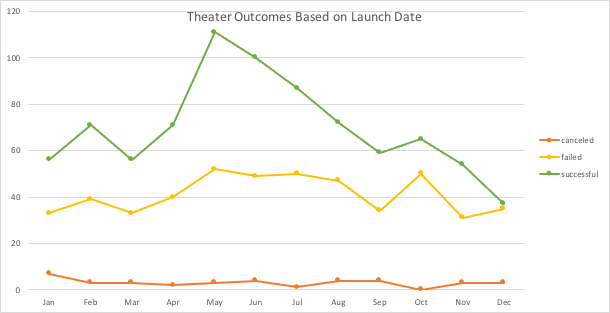 Theater Outcomes Based on Launch Date
120
100
80
60
40
20
0
Jan Feb Mar Apr May Jun Jul Aug Sep Oct Nov Dec
canceled
failed
successful